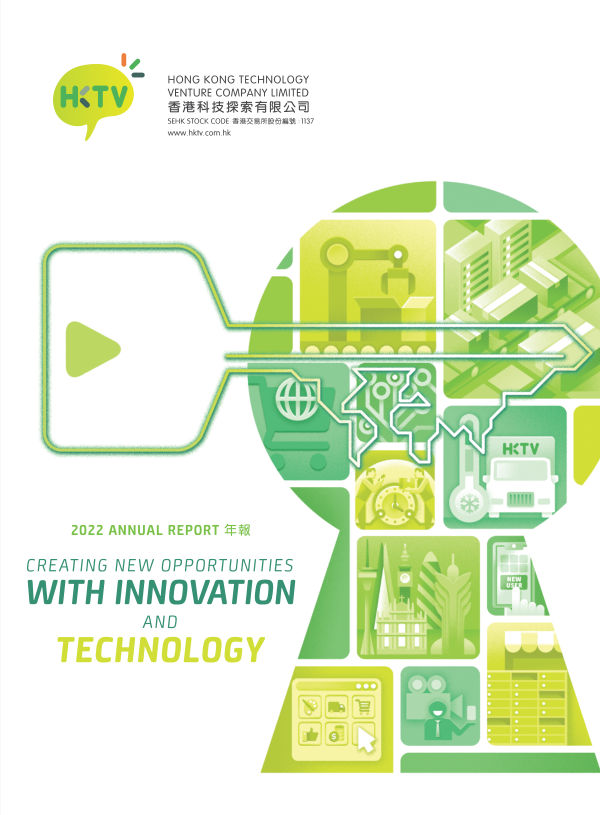 HKTV
HONG KONG TECHNOLOGY
VENTURE COMPANY LIMITED
香港科技探索有限公司
SEHK STOCK CODE 香港交易所股份編號 : 1137
www.hktv.com.hk
HKTV
2022 ANNUAL REPORT 年報
CREATING NEW OPPORTUNITIES
WITH INNOVATION
AND
TECHNOLOGY
NEW
USER